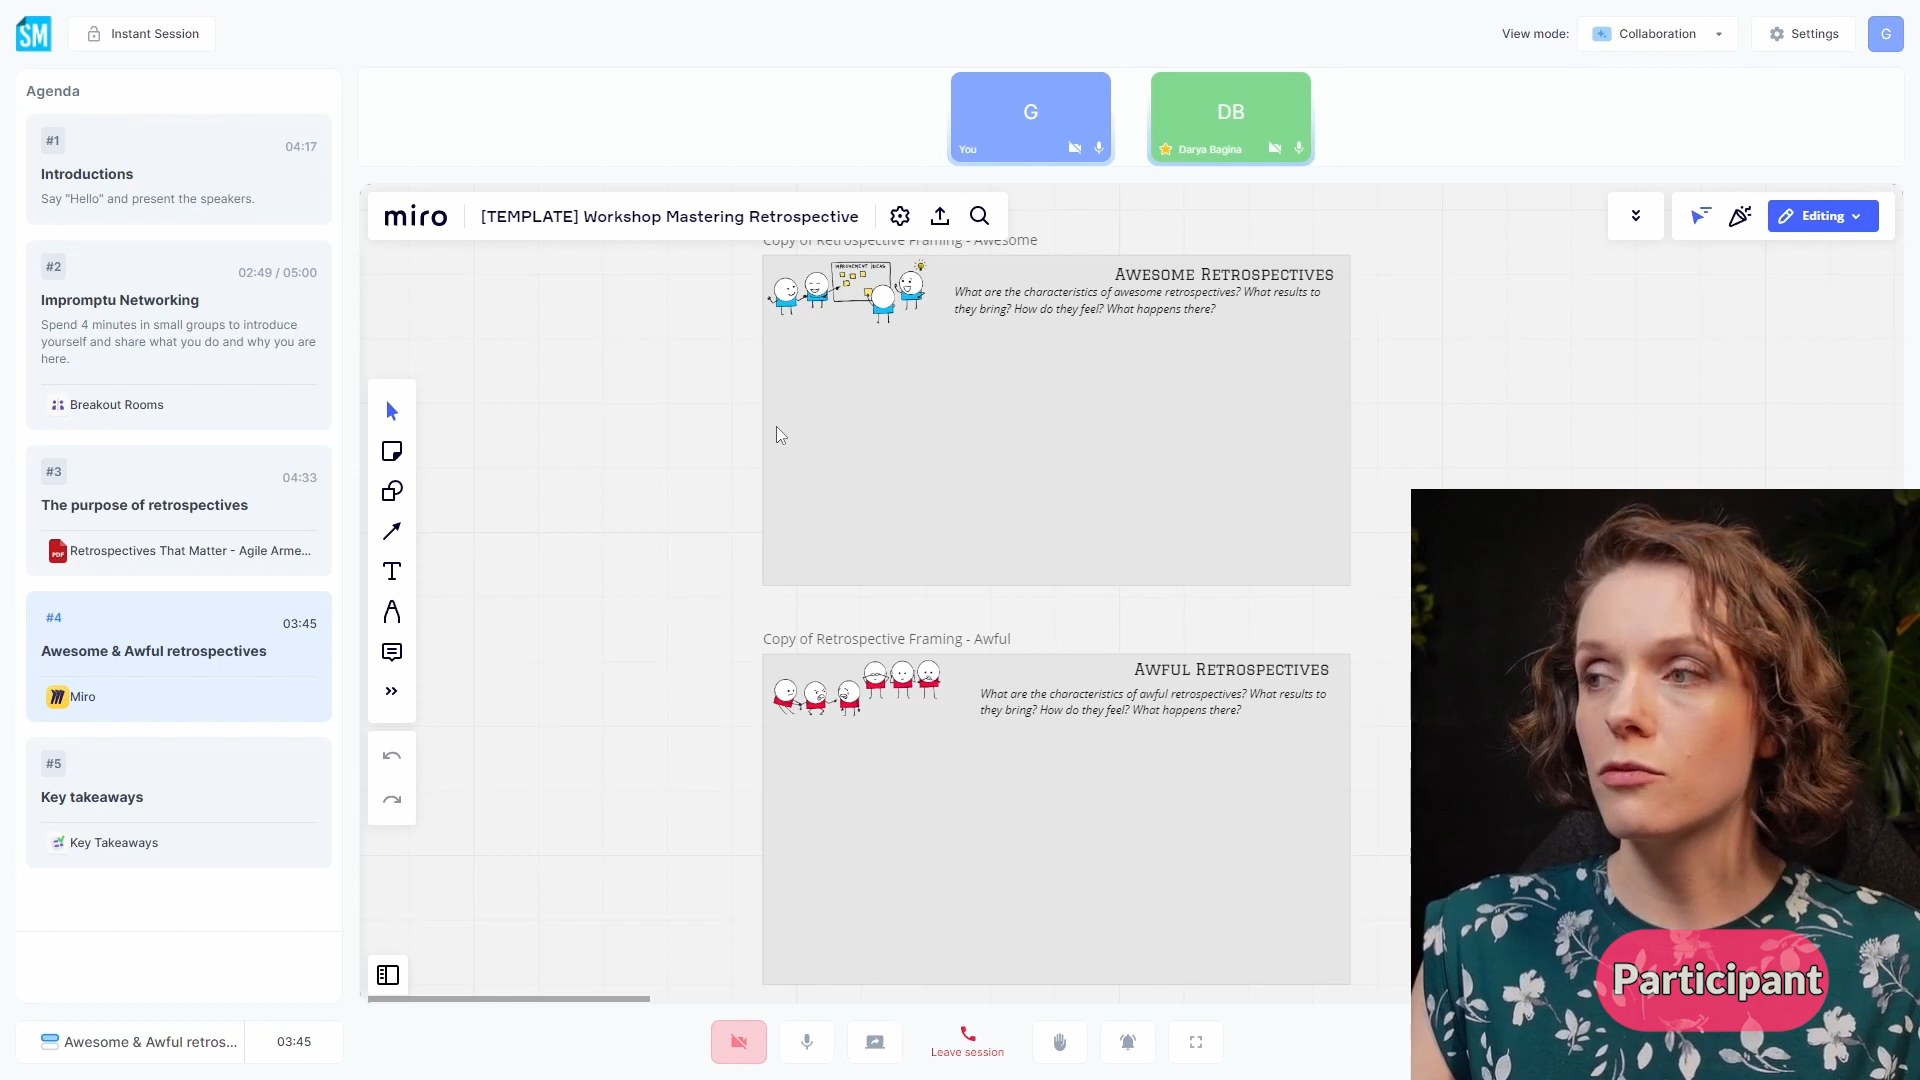 SM
Instant Session
View mode:
Collaboration
Settings
G
Agenda
#1
04:17
Introductions
Say "Hello" and present the speakers.
#2
02:49 / 05:00
Impromptu Networking
Spend 4 minutes in small groups to introduce
yourself and share what you do and why you are
here.
Breakout Rooms
#3
04:33
The purpose of retrospectives
PDF
Retrospectives That Matter - Agile Arme...
#4
03:45
Awesome & Awful retrospectives
Miro
#5
Key takeaways
Key Takeaways
Awesome & Awful retros...
03:45
G
You
DB
Darya Bagina
miro
[TEMPLATE] Workshop Mastering Retrospective
Editing
Copy of Retrospective Framing - Awesome
IMPROVEMENT IDEAS
Awesome Retrospectives
What are the characteristics of awesome retrospectives? What results to
they bring? How do they feel? What happens there?
Copy of Retrospective Framing - Awful
Awful Retrospectives
What are the characteristics of awful retrospectives? What results to
they bring? How do they feel? What happens there?
Leave session
Participant